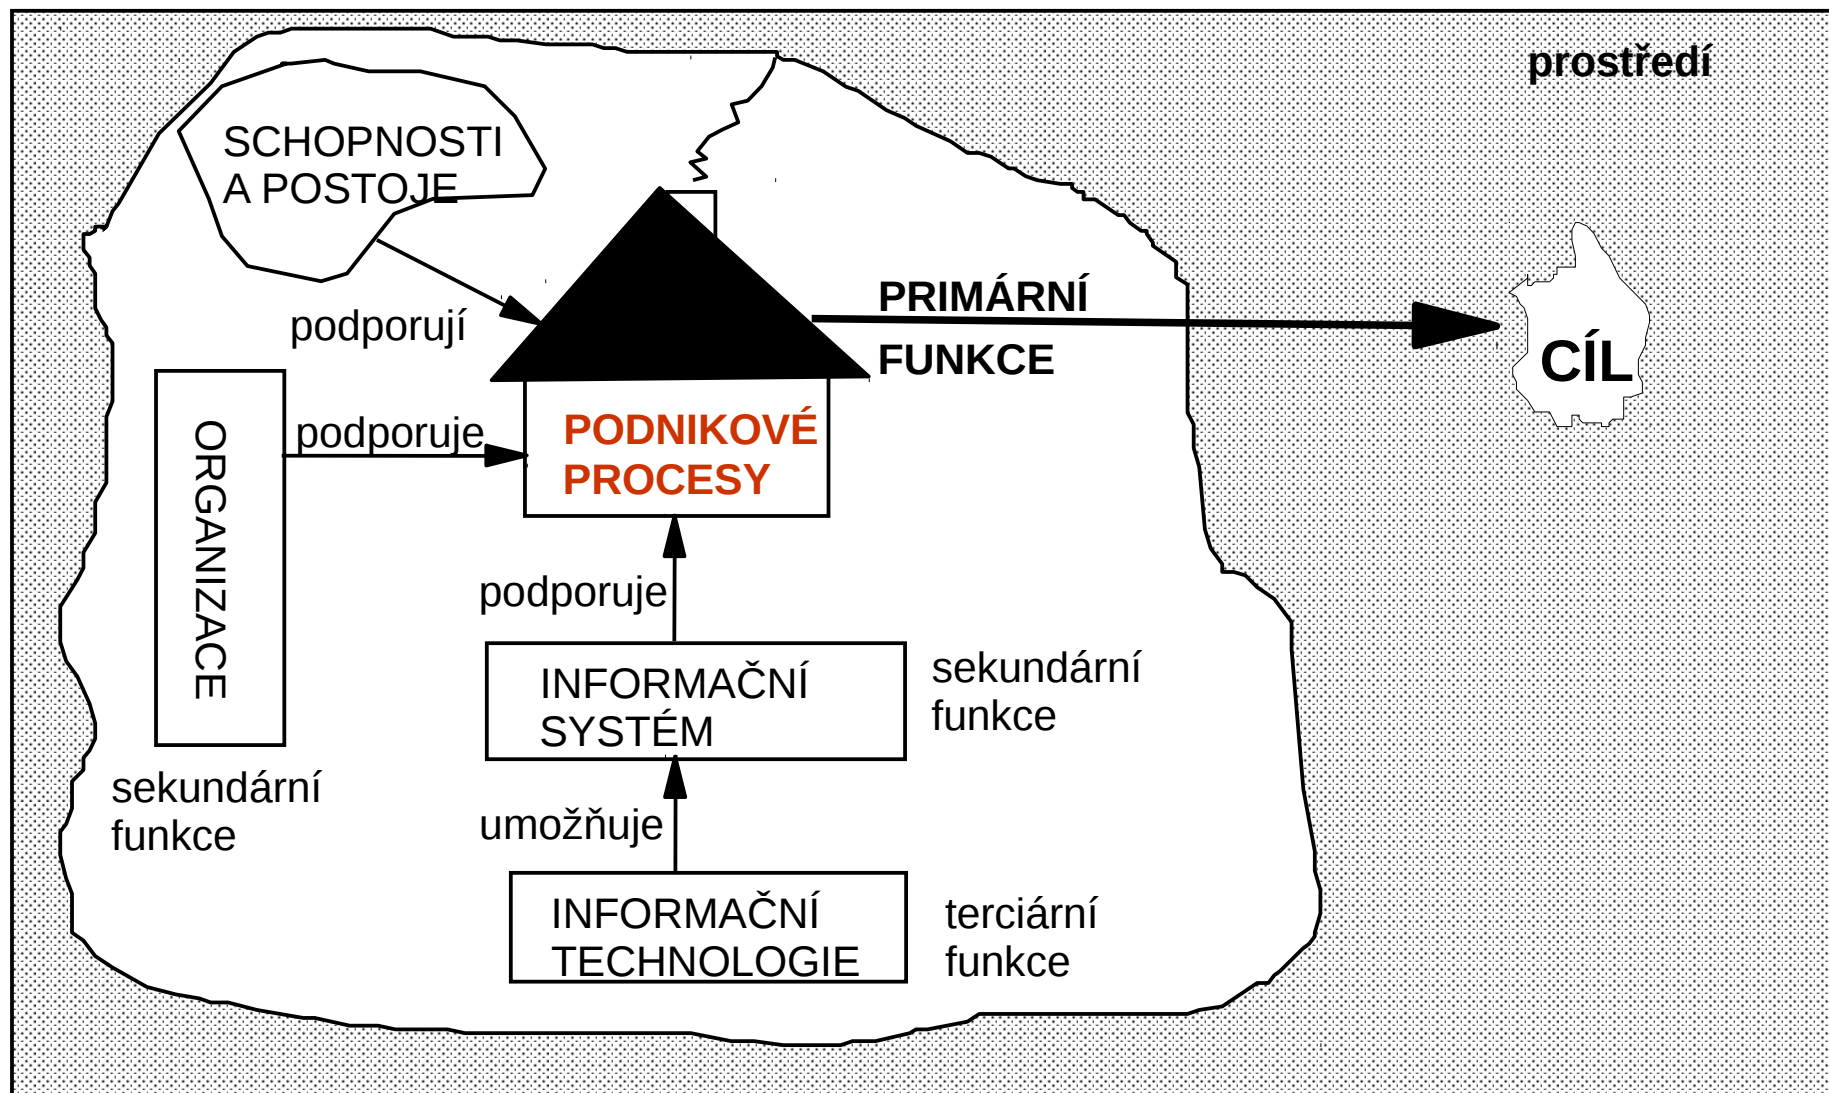 prostředí
SCHOPNOSTI
A POSTOJE
podporují
PRIMÁRNÍ
FUNKCE
CÍL
ORGANIZACE
podporuje
PODNIKOVÉ
PROCESY
podporuje
INFORMAČNÍ
SYSTÉM
sekundární
funkce
sekundární
funkce
umožňuje
INFORMAČNÍ
TECHNOLOGIE
terciární
funkce